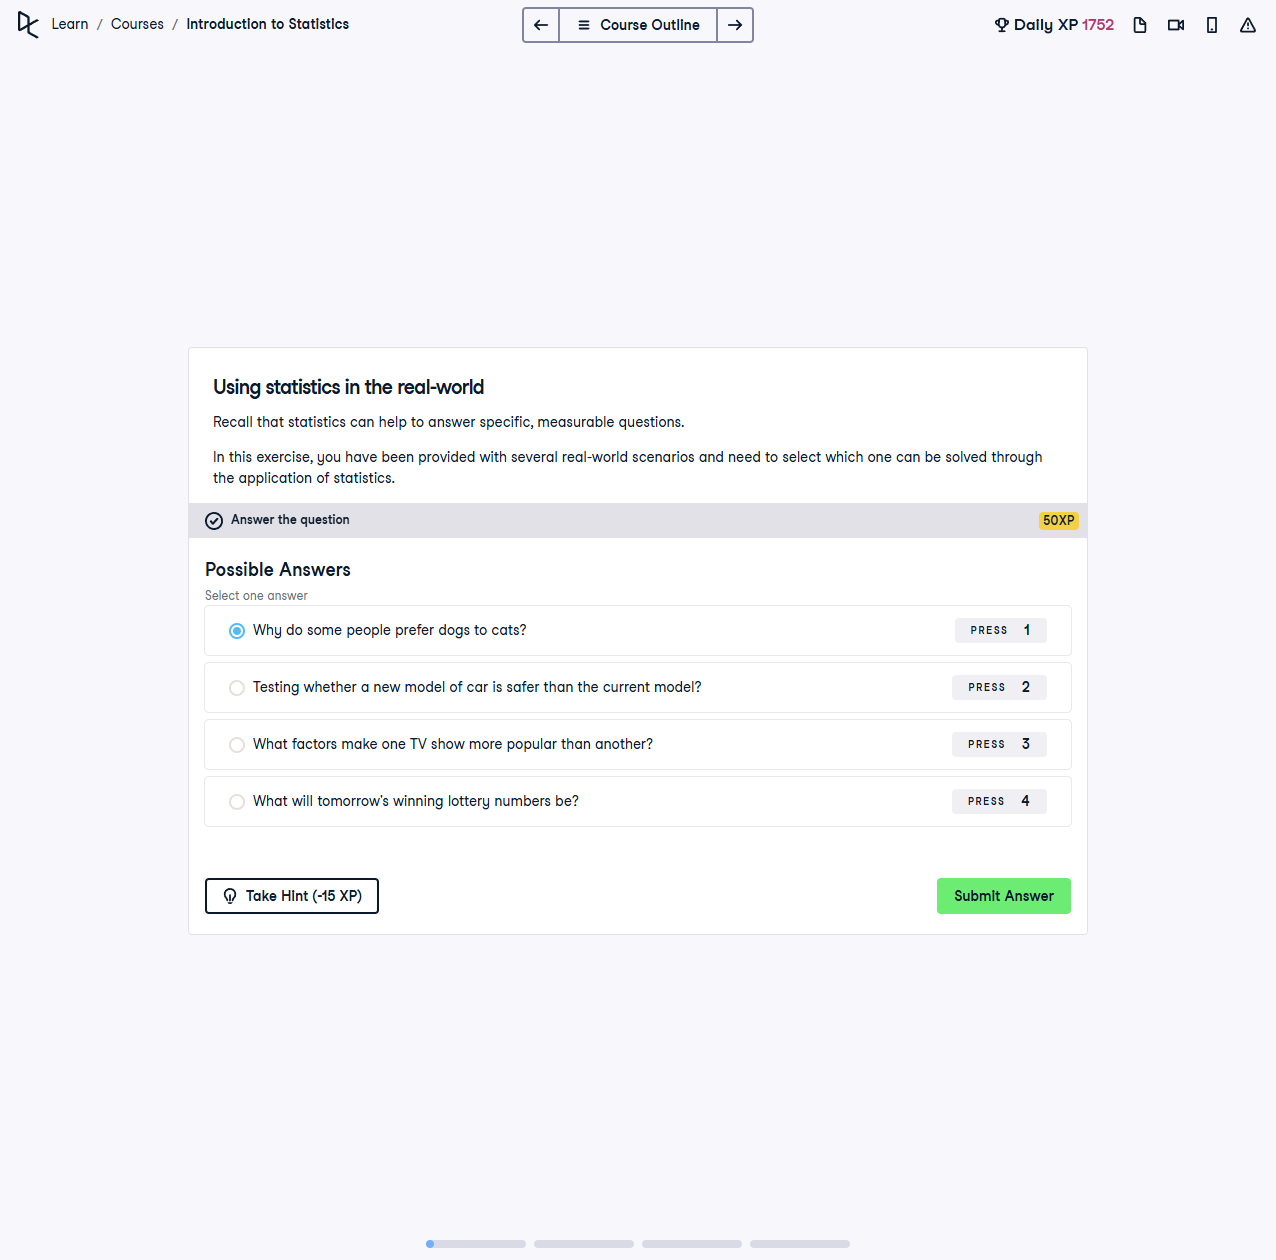 Learn / Courses / Introduction to Statistics
Course Outline
Daily XP 1752
Using statistics in the real-world
Recall that statistics can help to answer specific, measurable questions.
In this exercise, you have been provided with several real-world scenarios and need to select which one can be solved through
the application of statistics.
Answer the question
50XP
Possible Answers
Select one answer
Why do some people prefer dogs to cats?
PRESS 1
Testing whether a new model of car is safer than the current model?
PRESS 2
What factors make one TV show more popular than another?
PRESS 3
What will tomorrow's winning lottery numbers be?
PRESS 4
Take Hint (-15 XP)
Submit Answer